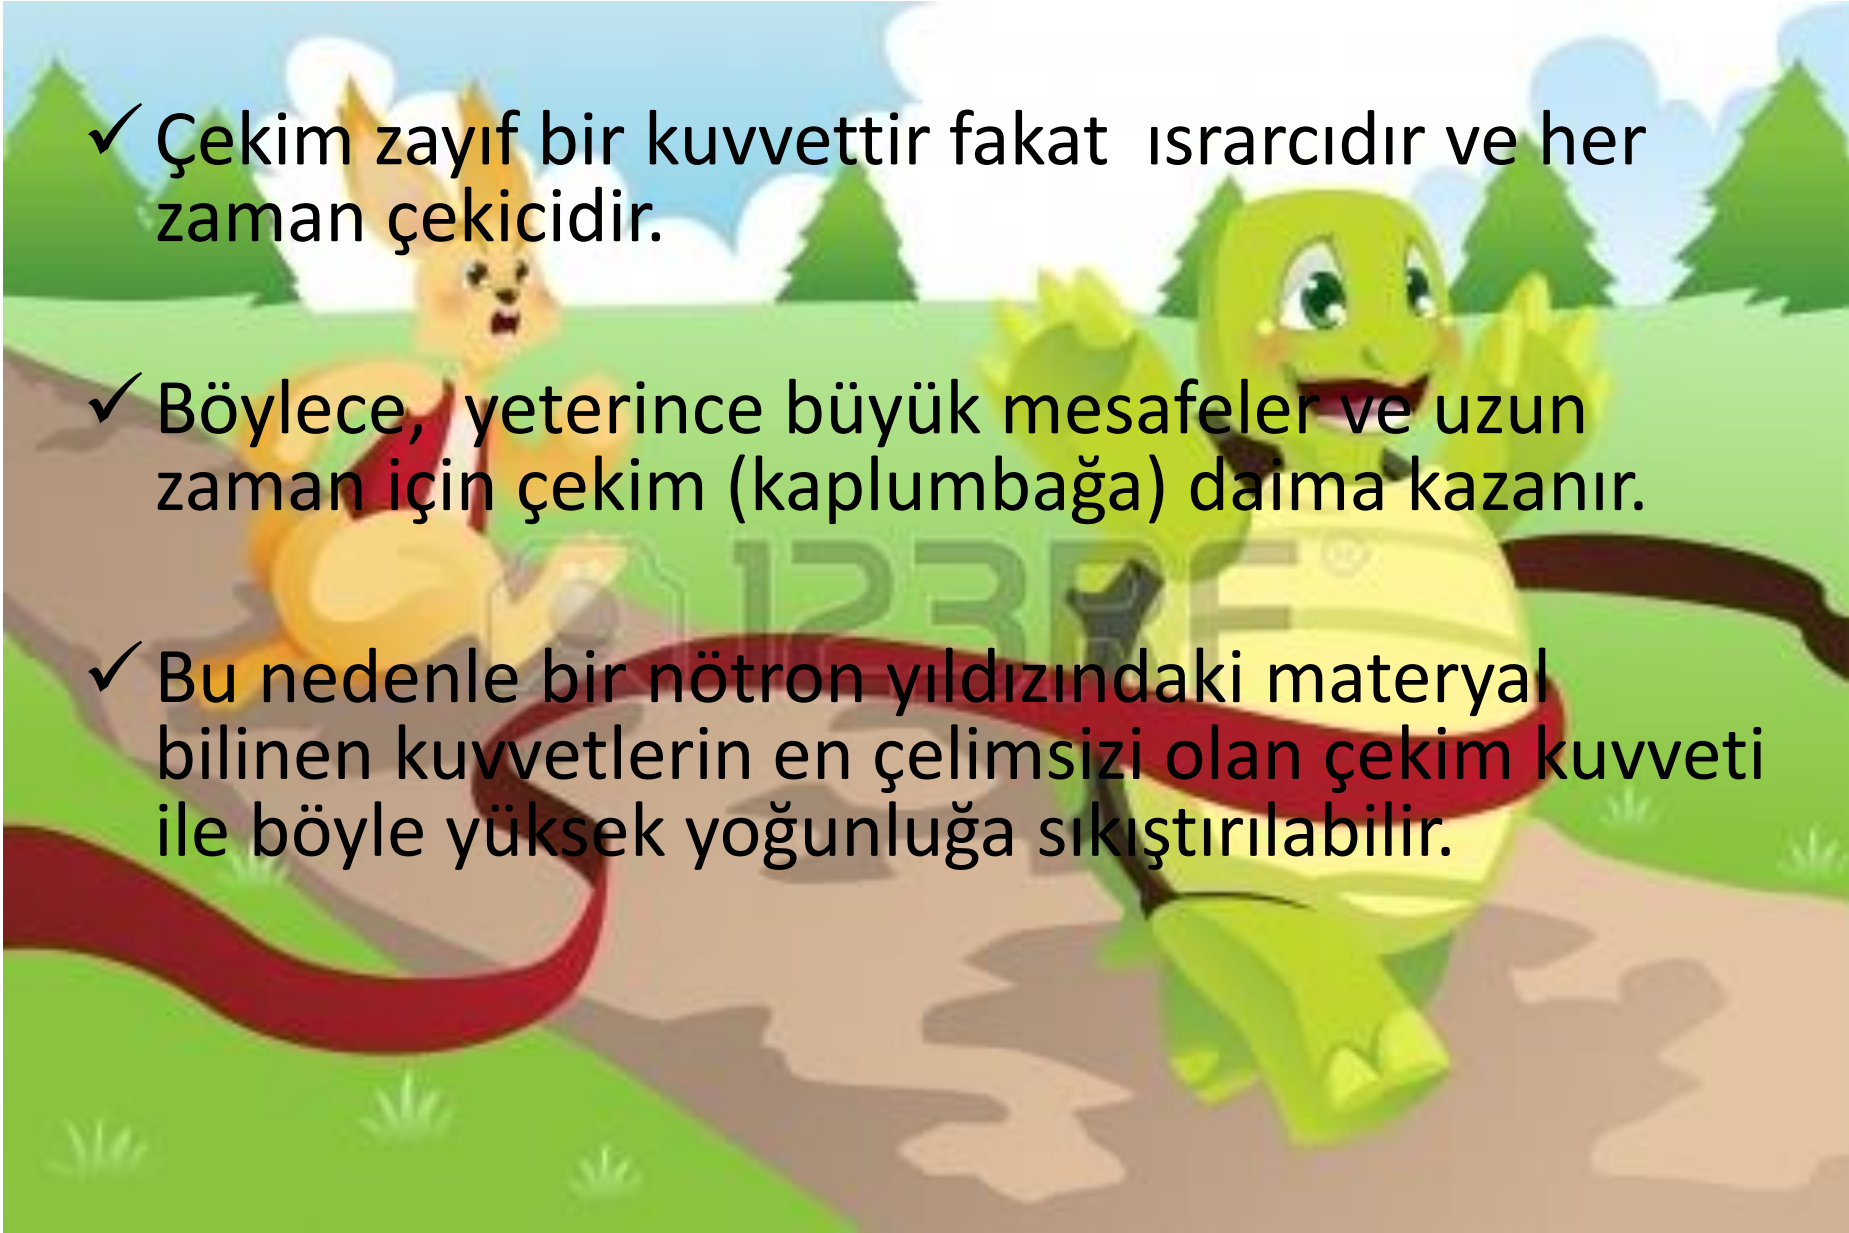 ✓ Çekim zayıf bir kuvvettir fakat  ısrarcıdır ve her
zaman çekicidir.
✓ Böylece,  yeterince büyük mesafeler ve uzun
zaman için çekim (kaplumbağa) daima kazanır.
123RF ®
✓ Bu nedenle bir nötron yıldızındaki materyal
bilinen kuvvetlerin en çelimsizi olan çekim kuvveti
ile böyle yüksek yoğunluğa sıkıştırılabilir.